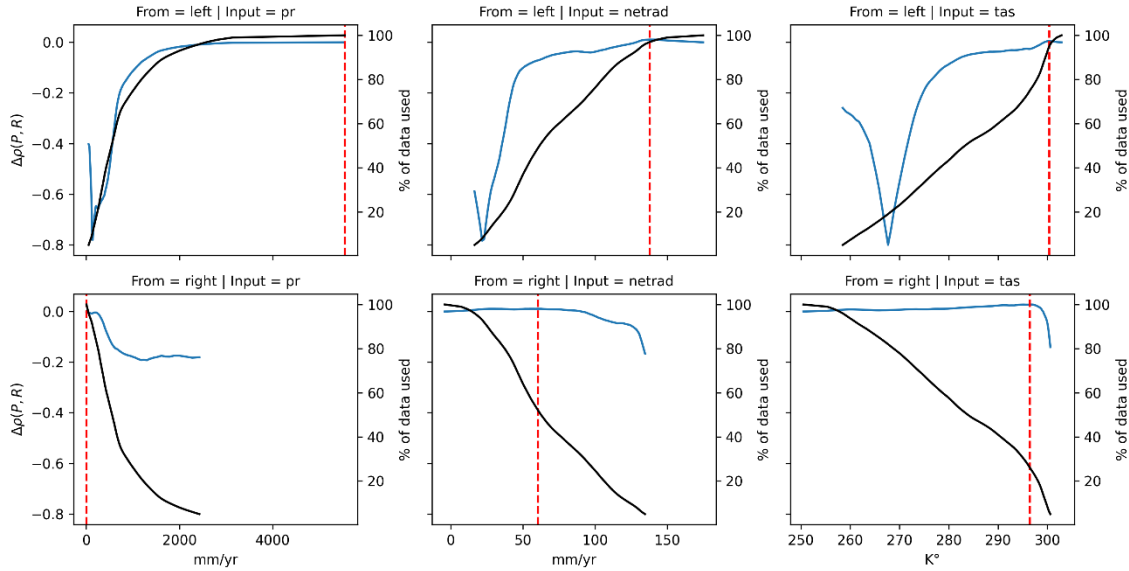 From = left | Input = pr
From = left | Input = netrad
From = left | Input = tas
0.0
−0.2
−0.4
−0.6
−0.8
Δρ(P, R)
100
80
60
40
20
% of data used
100
80
60
40
20
% of data used
100
80
60
40
20
% of data used
From = right | Input = pr
From = right | Input = netrad
From = right | Input = tas
0.0
−0.2
−0.4
−0.6
−0.8
Δρ(P, R)
100
80
60
40
20
% of data used
100
80
60
40
20
% of data used
100
80
60
40
20
% of data used
0 2000 4000
0 50 100 150
250 260 270 280 290 300
mm/yr
mm/yr
K°